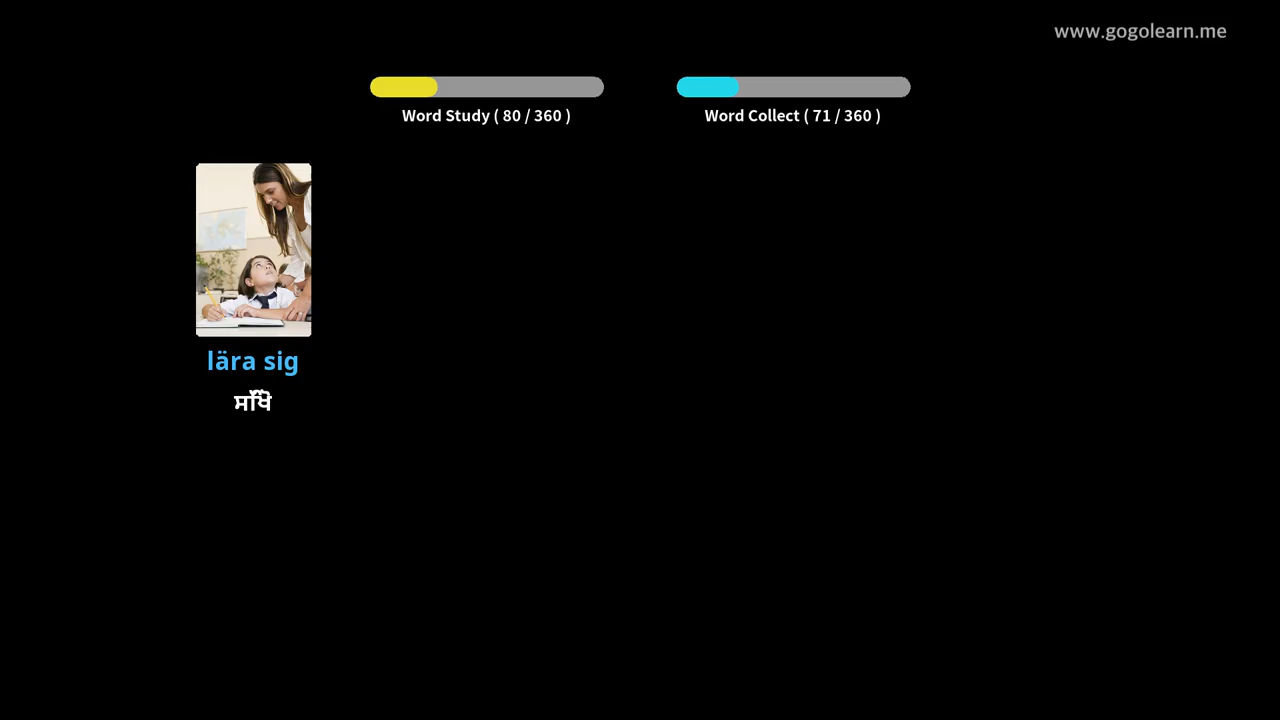 www.gogolearn.me
Word Study ( 80 / 360 )
Word Collect ( 71 / 360 )
lära sig
ਸਿੱਖੋ